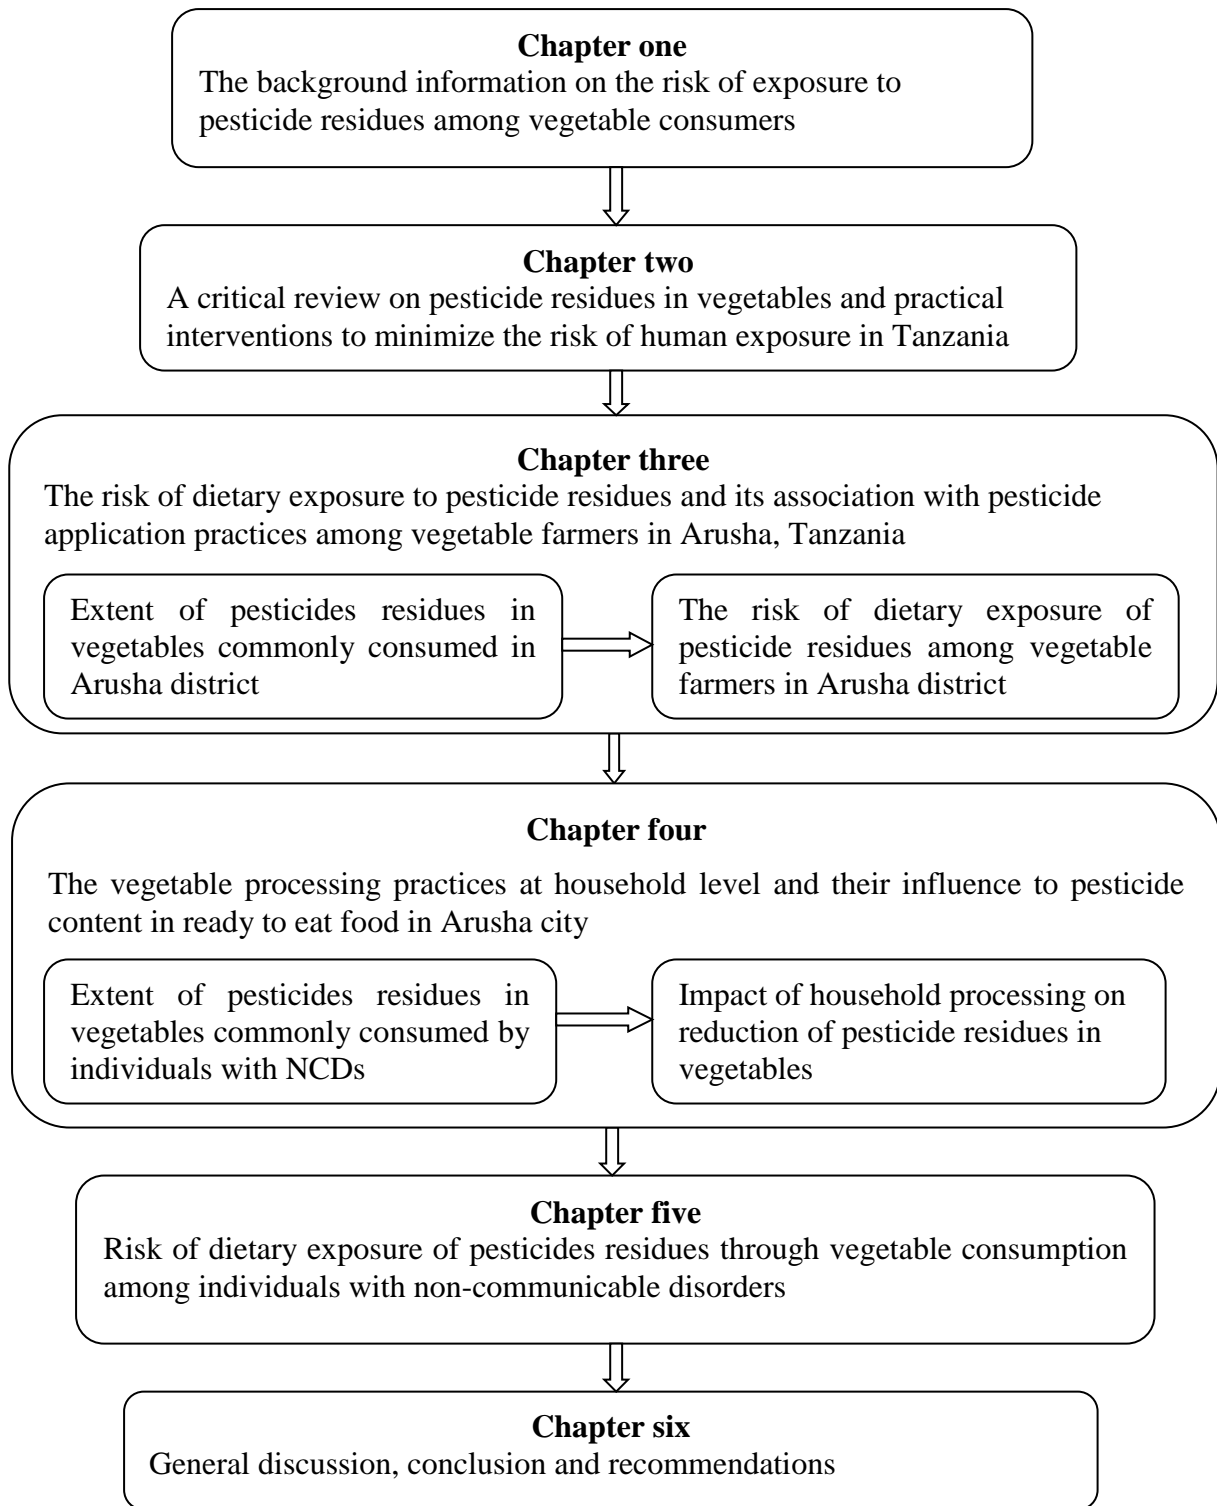 Chapter one
The background information on the risk of exposure to
pesticide residues among vegetable consumers
Chapter two
A critical review on pesticide residues in vegetables and practical
interventions to minimize the risk of human exposure in Tanzania
Chapter three
The risk of dietary exposure to pesticide residues and its association with pesticide
application practices among vegetable farmers in Arusha, Tanzania
Extent of pesticides residues in
vegetables commonly consumed in
Arusha district
The risk of dietary exposure of
pesticide residues among vegetable
farmers in Arusha district
Chapter four
The vegetable processing practices at household level and their influence to pesticide
content in ready to eat food in Arusha city
Extent of pesticides residues in
vegetables commonly consumed by
individuals with NCDs
Impact of household processing on
reduction of pesticide residues in
vegetables
Chapter five
Risk of dietary exposure of pesticides residues through vegetable consumption
among individuals with non-communicable disorders
Chapter six
General discussion, conclusion and recommendations